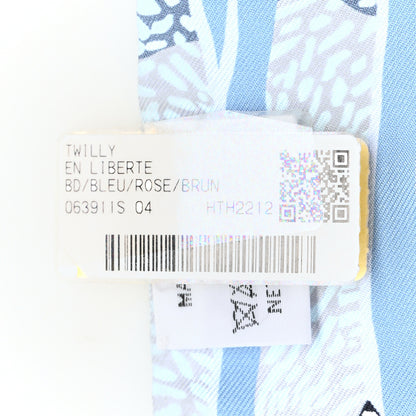 TWILLY
EN LIBERTE
BD/BLEU/ROSE/BRUN
063911S 04 HTH2212